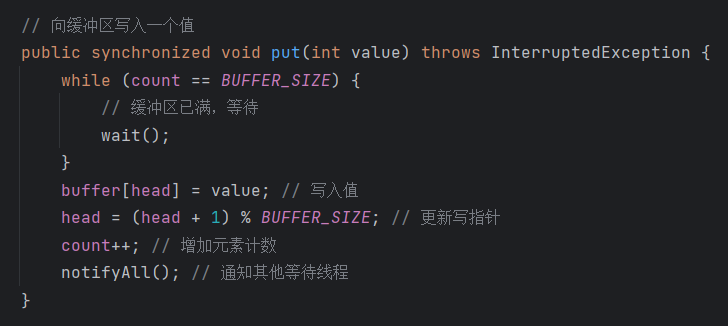 // 向缓冲区写入一个值
public synchronized void put(int value) throws InterruptedException {
    while (count == BUFFER_SIZE) {
        // 缓冲区已满，等待
        wait();
    }
    buffer[head] = value; // 写入值
    head = (head + 1) % BUFFER_SIZE; // 更新写指针
    count++; // 增加元素计数
    notifyAll(); // 通知其他等待线程
}